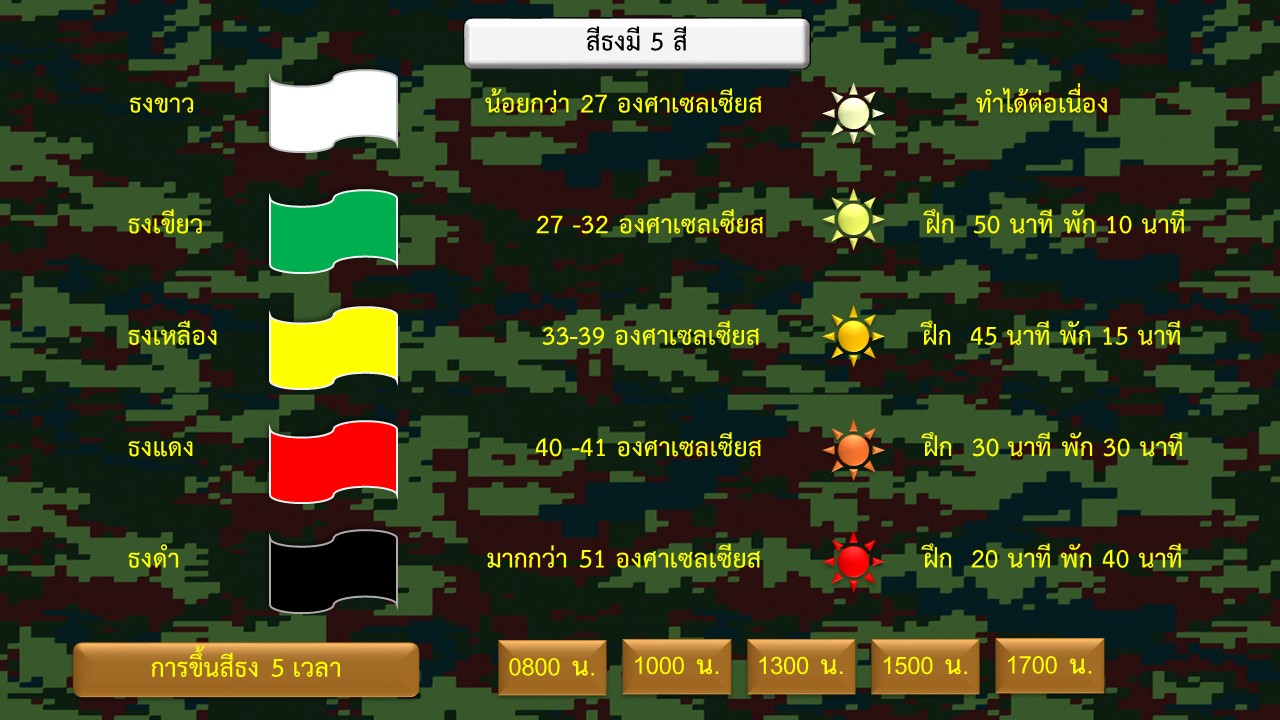 สีธงมี 5 สี
ธงขาว น้อยกว่า 27 องศาเซลเซียส ทำได้ต่อเนื่อง
ธงเขียว 27 -32 องศาเซลเซียส ฝึก 50 นาที พัก 10 นาที
ธงเหลือง 33-39 องศาเซลเซียส ฝึก 45 นาที พัก 15 นาที
ธงแดง 40 -41 องศาเซลเซียส ฝึก 30 นาที พัก 30 นาที
ธงดำ มากกว่า 51 องศาเซลเซียส ฝึก 20 นาที พัก 40 นาที
การขึ้นสีธง 5 เวลา 0800 น. 1000 น. 1300 น. 1500 น. 1700 น.